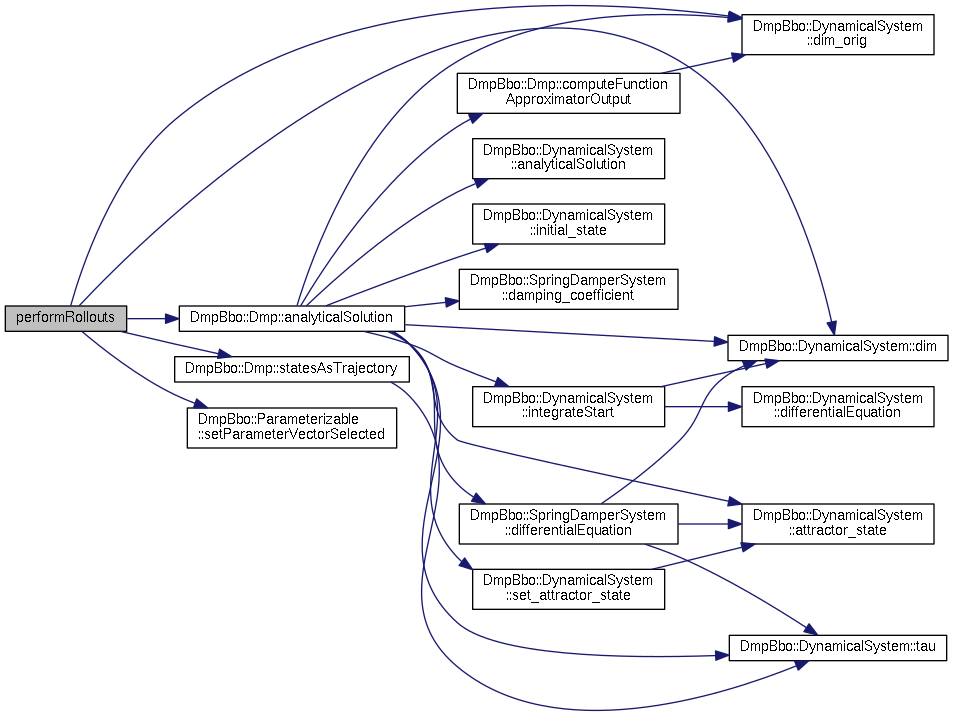 DmpBbo::DynamicalSystem
::dim_orig
DmpBbo::Dmp::computeFunction
ApproximatorOutput
DmpBbo::DynamicalSystem
::analyticalSolution
DmpBbo::DynamicalSystem
::initial_state
DmpBbo::SpringDamperSystem
::damping_coefficient
performRollouts
DmpBbo::Dmp::analyticalSolution
DmpBbo::DynamicalSystem::dim
DmpBbo::Dmp::statesAsTrajectory
DmpBbo::DynamicalSystem
::integrateStart
DmpBbo::DynamicalSystem
::differentialEquation
DmpBbo::Parameterizable
::setParameterVectorSelected
DmpBbo::SpringDamperSystem
::differentialEquation
DmpBbo::DynamicalSystem
::attractor_state
DmpBbo::DynamicalSystem
::set_attractor_state
DmpBbo::DynamicalSystem::tau